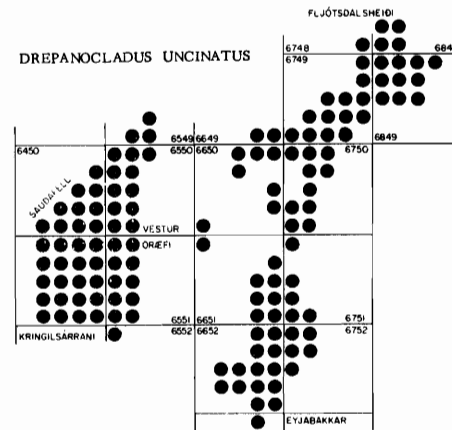 FLJÓTSDALSHEIÐI
DREPANOCLADUS UNCINATUS
6748 684
6749
6549 6649 6849
6450 6550 6650 6750
VESTUR
ÖRÆFI
6551 6651 6751
KRINGILSÁRRANI 6552 6652 6752
EYJABAKKAR